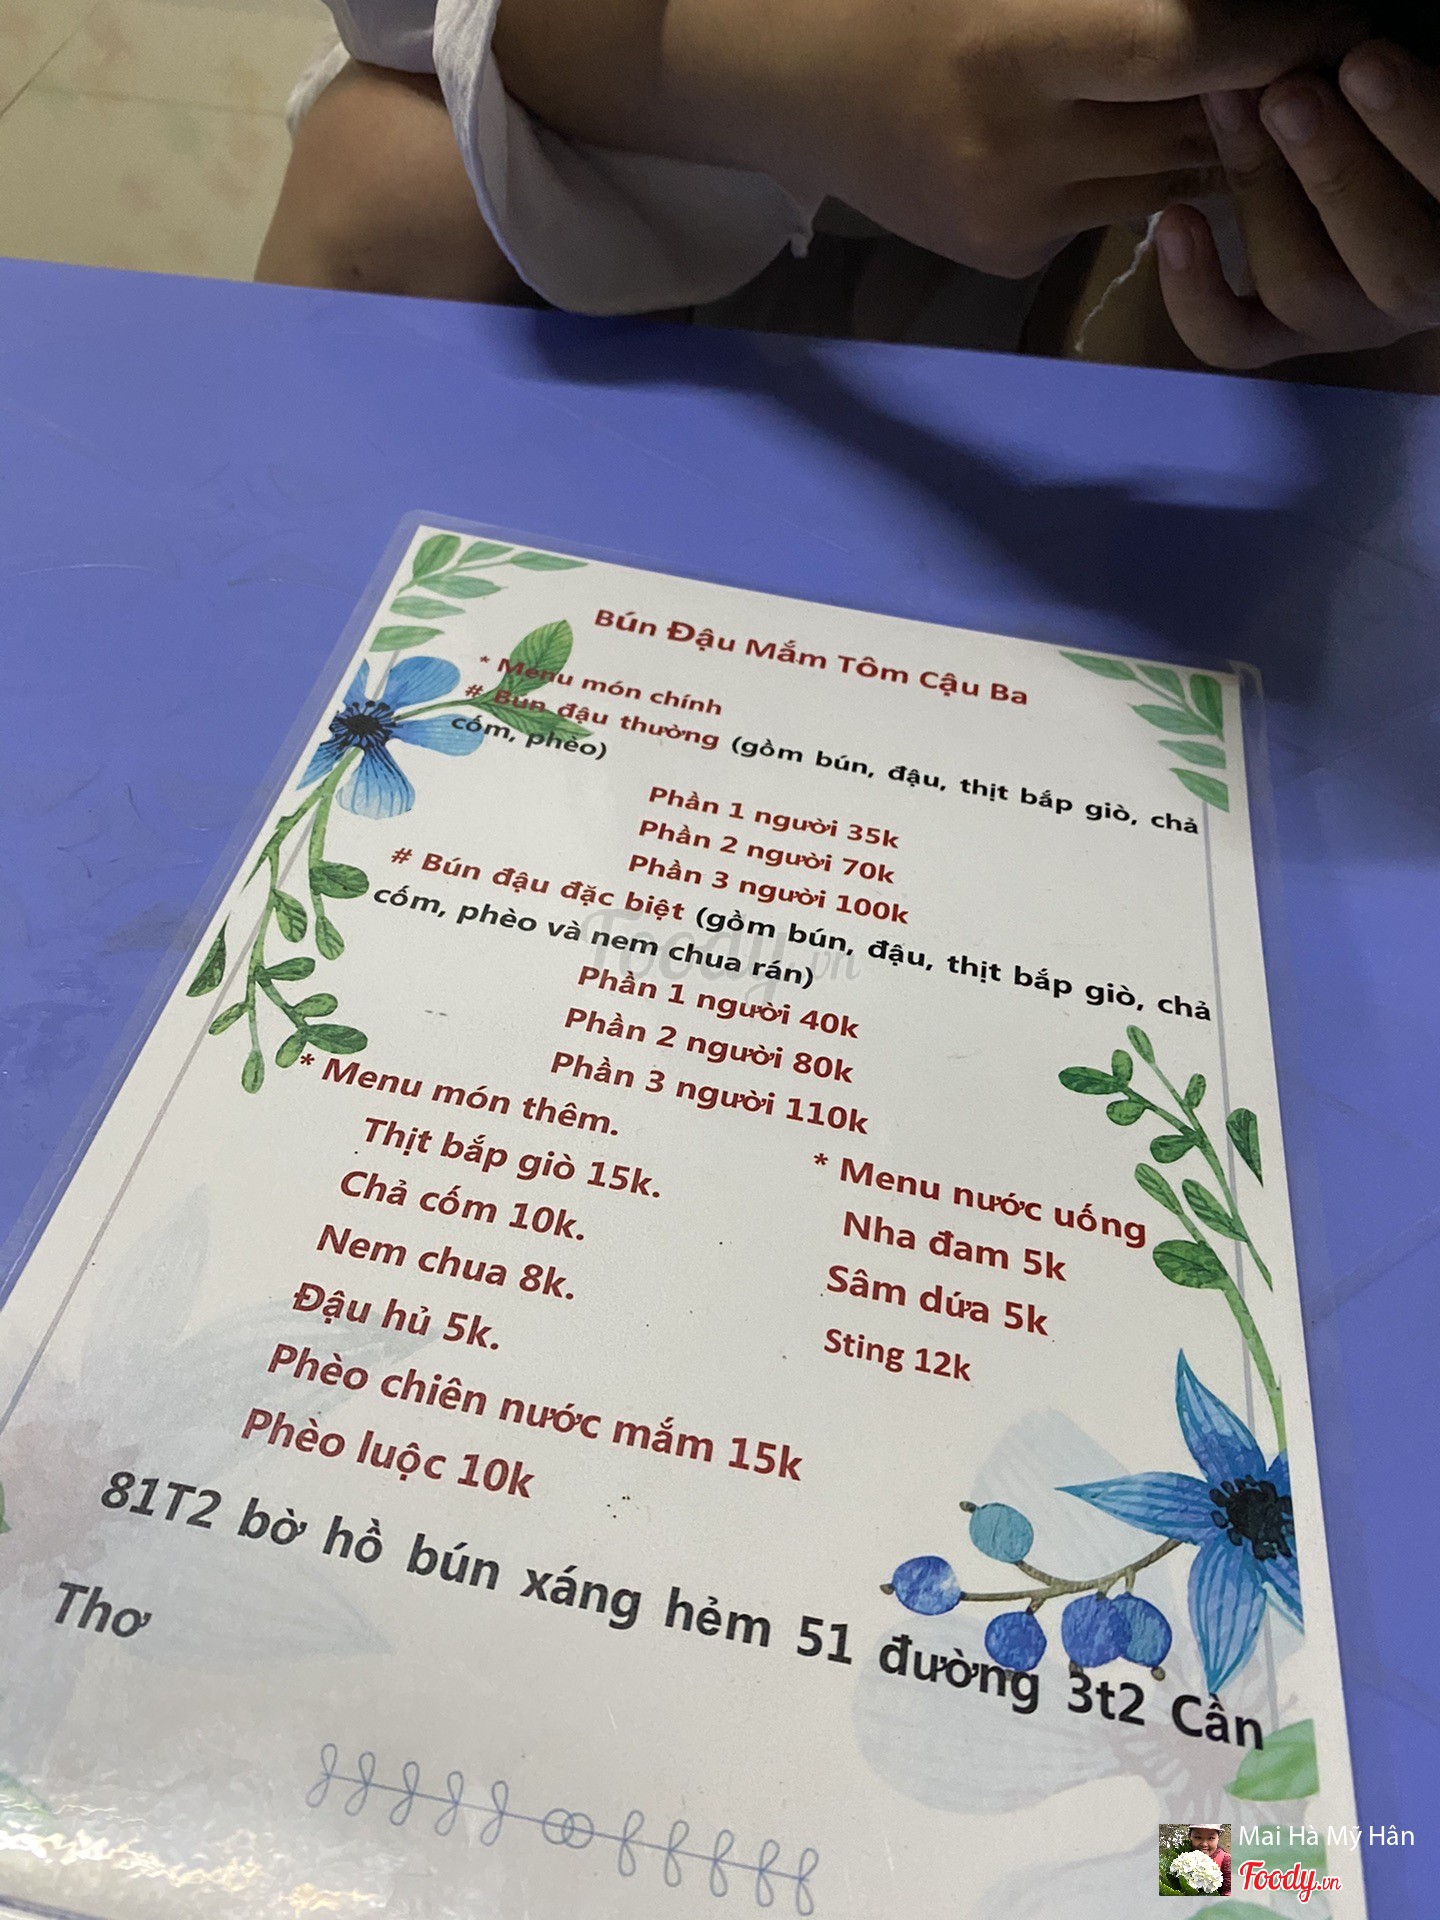 Bún Đậu Mắm Tôm Cậu Ba
* Menu món chính
# Bún đậu thường (gồm bún, đậu, thịt bắp giò, chả
cốm, phèo)
Phần 1 người 35k
Phần 2 người 70k
Phần 3 người 100k
# Bún đậu đặc biệt (gồm bún, đậu, thịt bắp giò, chả
cốm, phèo và nem chua rán)
Phần 1 người 40k
Phần 2 người 80k
Phần 3 người 110k
* Menu món thêm.
Thịt bắp giò 15k.
Chả cốm 10k.
Nem chua 8k.
Đậu hủ 5k.
Phèo chiên nước mắm 15k
Phèo luộc 10k
* Menu nước uống
Nha đam 5k
Sâm dứa 5k
Sting 12k
81T2 bờ hồ bún xáng hẻm 51 đường 3t2 Cần
Thơ
Foody.vn
Mai Hà Mỹ Hân
Foody.vn